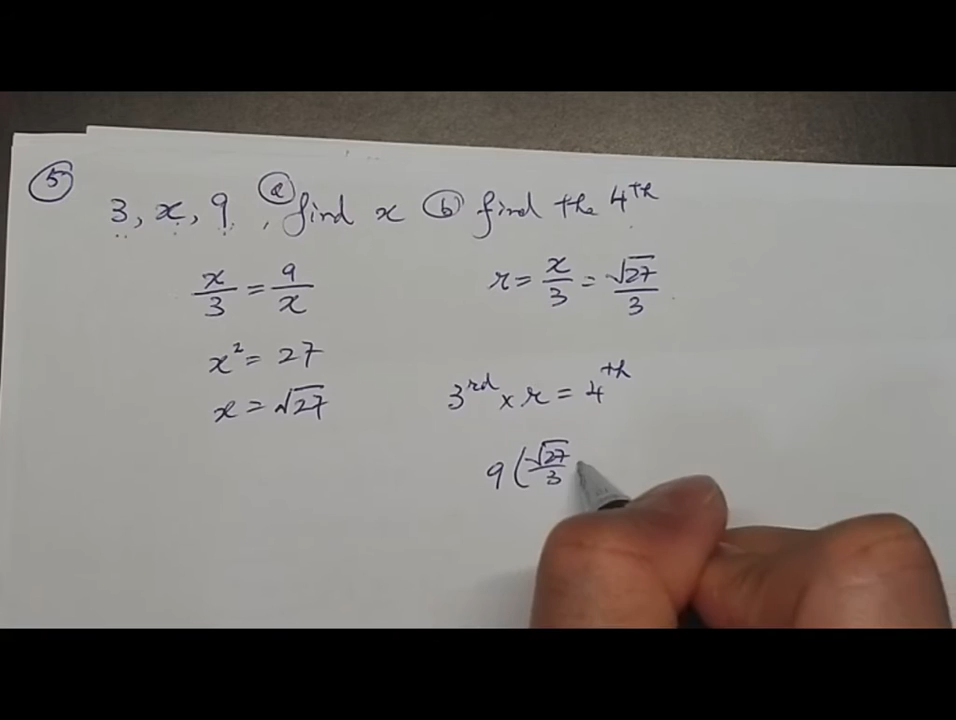 ⑤ 3, x, 9, ⓐ find x ⓑ find the 4th
x/3 = 9/x
x² = 27
x = √27
r = x/3 = √27/3
3rd × r = 4th
9 (√27/3